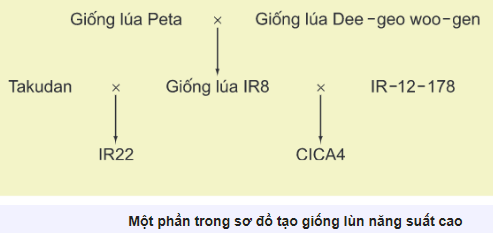 Giống lúa Peta × Giống lúa Dee-geo woo-gen
Takudan × Giống lúa IR8 × IR-12-178
IR22 CICA4
Một phần trong sơ đồ tạo giống lùn năng suất cao